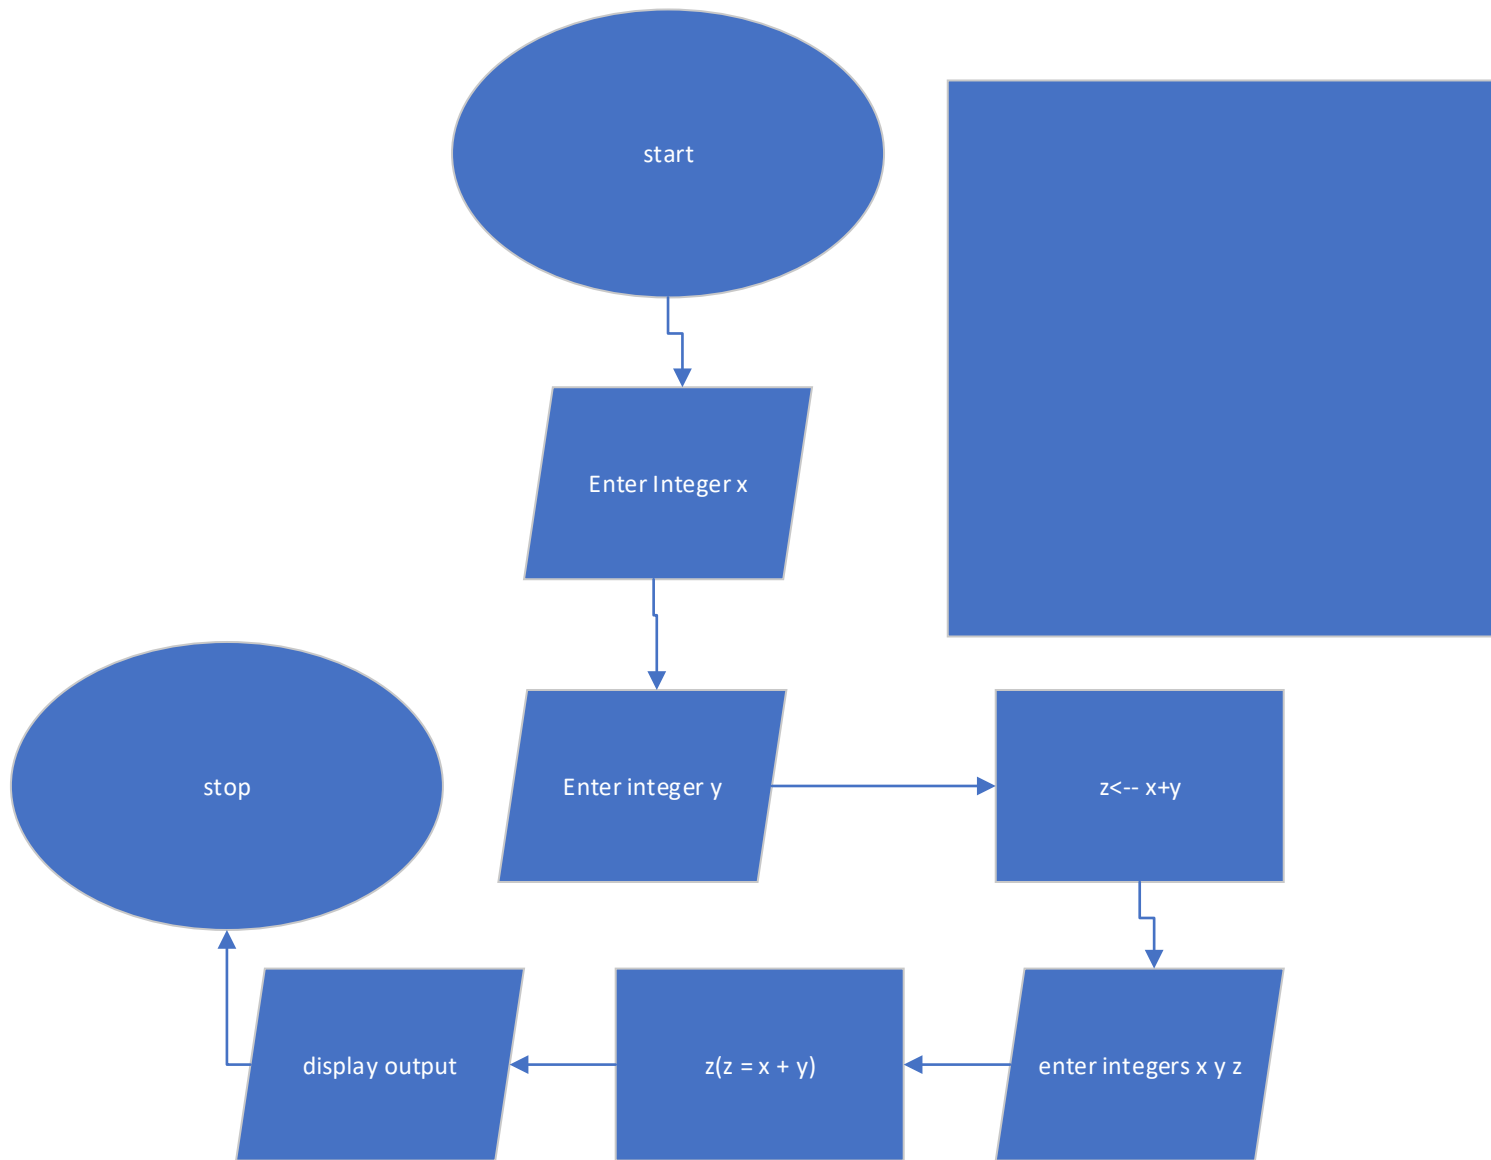 start
Enter Integer x
Enter integer y
z<-- x+y
enter integers x y z
z(z = x + y)
display output
stop